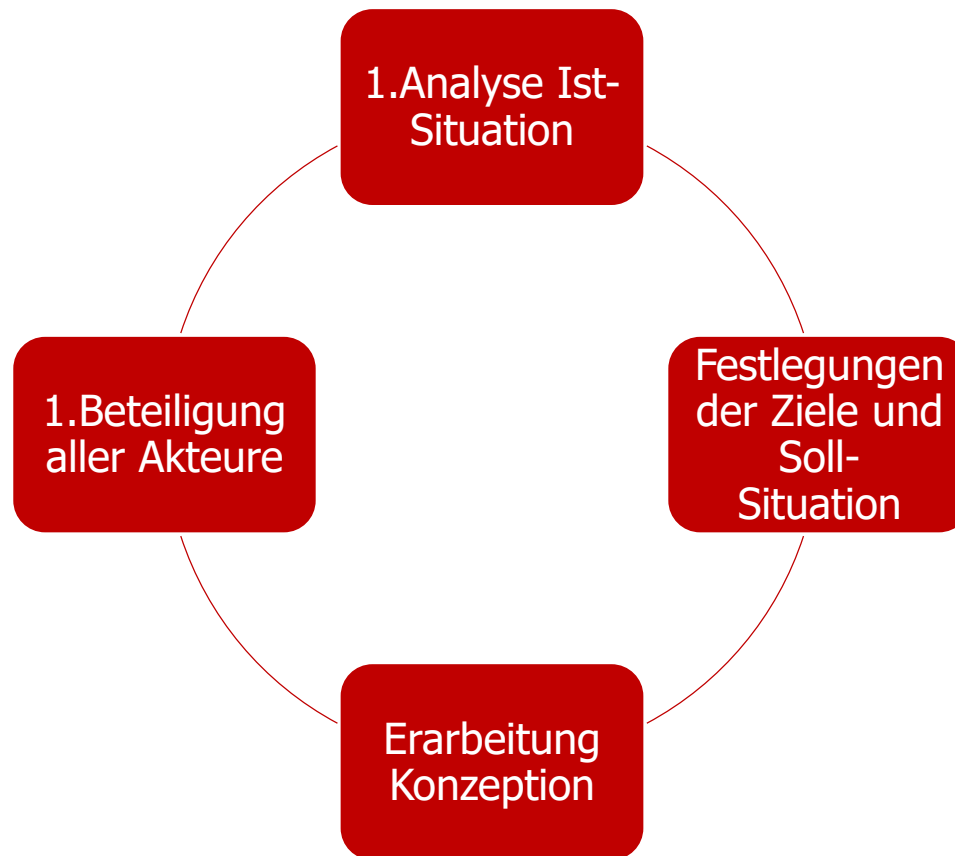 1.Analyse Ist-
Situation
Festlegungen
der Ziele und
Soll-
Situation
1.Beteiligung
aller Akteure
Erarbeitung
Konzeption